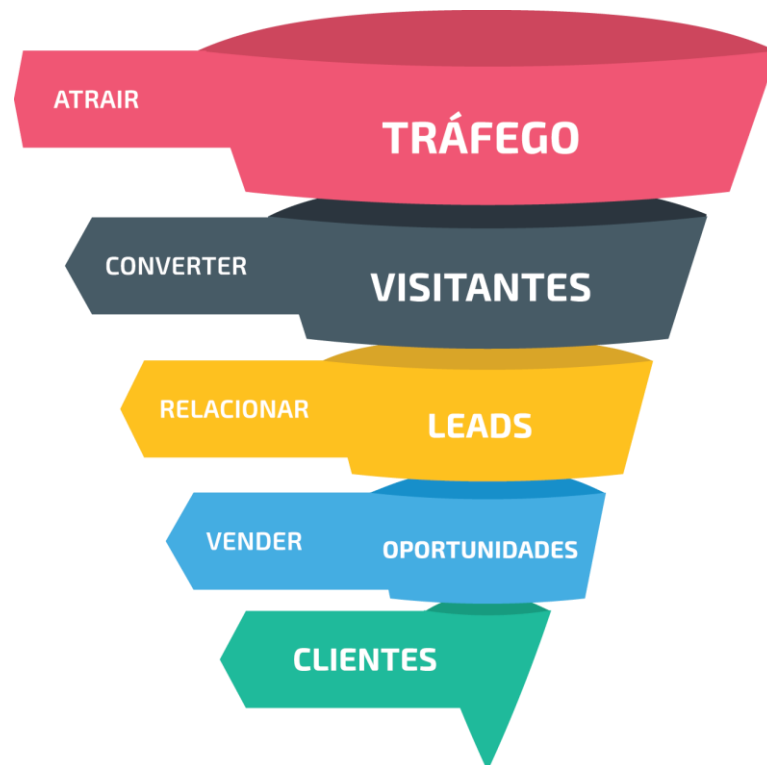 ATRAIR
TRÁFEGO
CONVERTER
VISITANTES
RELACIONAR
LEADS
VENDER
OPORTUNIDADES
CLIENTES